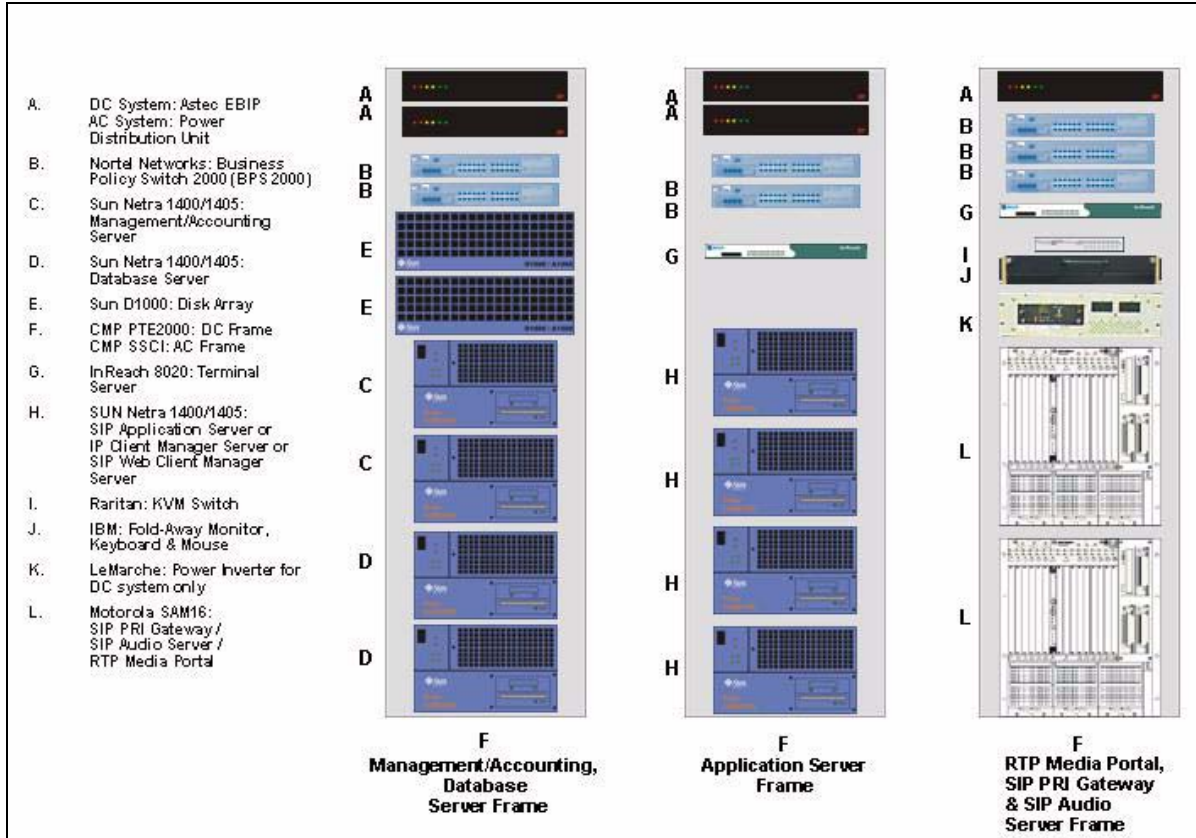 A. DC System: Astec EBIP
AC System: Power
Distribution Unit
B. Nortel Networks: Business
Policy Switch 2000 (BPS 2000)
C. Sun Netra 1400/1405:
Management/Accounting
Server
D. Sun Netra 1400/1405:
Database Server
E. Sun D1000: Disk Array
F. CMP PTE2000: DC Frame
CMP SSCI: AC Frame
G. InReach 8020: Terminal
Server
H. SUN Netra 1400/1405:
SIP Application Server or
IP Client Manager Server or
SIP Web Client Manager
Server
I. Raritan: KVM Switch
J. IBM: Fold-Away Monitor,
Keyboard & Mouse
K. LeMarche: Power Inverter for
DC system only
L. Motorola SAM16:
SIP PRI Gateway /
SIP Audio Server /
RTP Media Portal
A
A
B
B
E
E
C
C
D
D
F
Management/Accounting,
Database
Server Frame
A
A
B
B
G
H
H
H
H
F
Application Server
Frame
A
B
B
B
G
I
J
K
L
L
F
RTP Media Portal,
SIP PRI Gateway
& SIP Audio
Server Frame